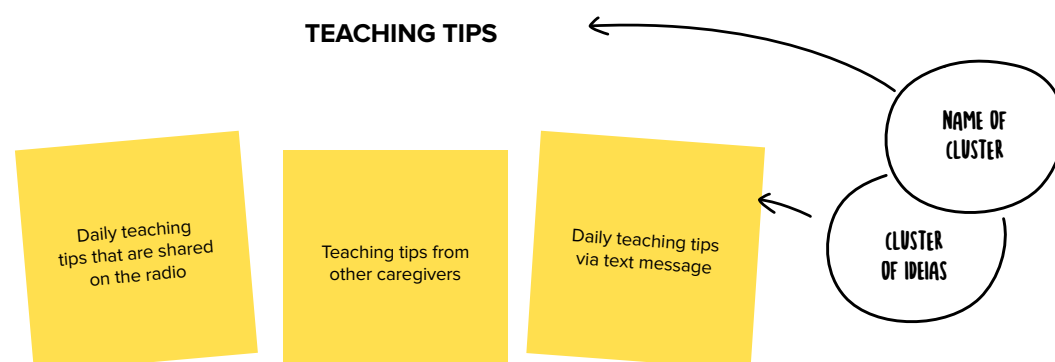 TEACHING TIPS
NAME OF
CLUSTER
Daily teaching
tips that are shared
on the radio
Teaching tips from
other caregivers
Daily teaching tips
via text message
CLUSTER
OF IDEIAS